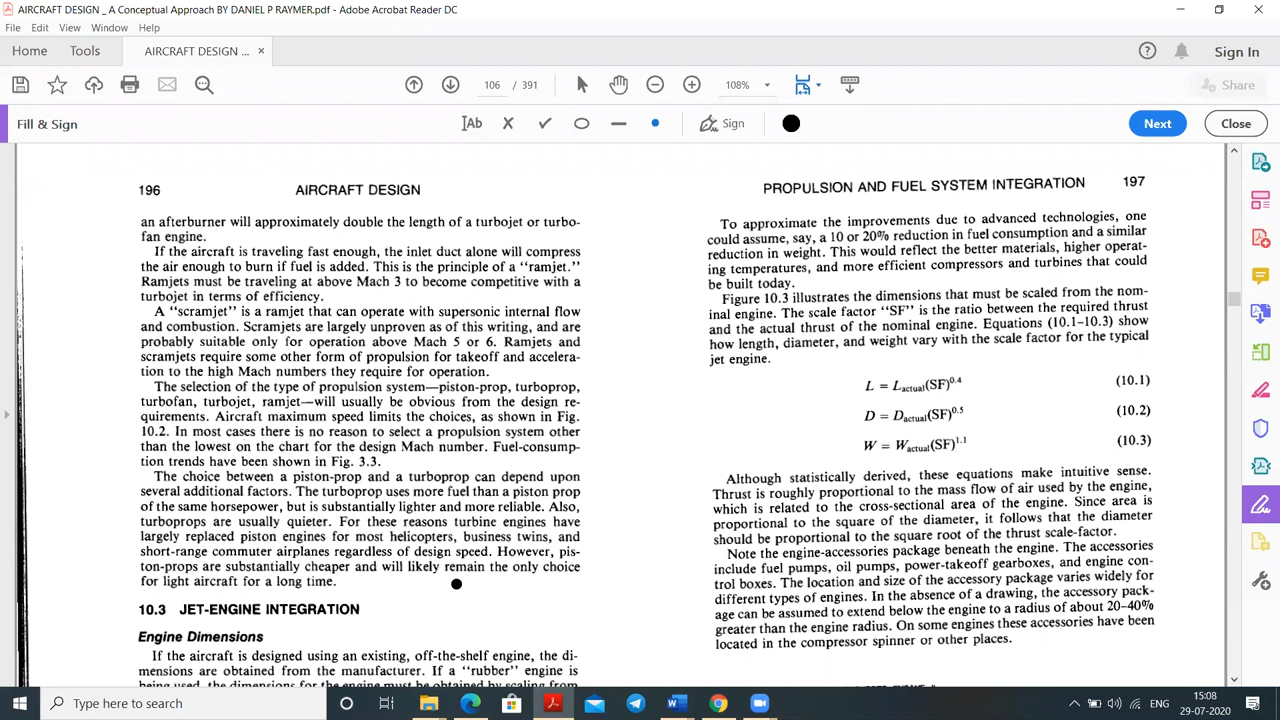 AIRCRAFT DESIGN _ A Conceptual Approach BY DANIEL P RAYMER.pdf - Adobe Acrobat Reader DC
File Edit View Window Help
Home Tools AIRCRAFT DESIGN ... × Sign In
106 / 391 108% Share
Fill & Sign Ab Sign Next Close
196 AIRCRAFT DESIGN
an afterburner will approximately double the length of a turbojet or turbo-
fan engine.
If the aircraft is traveling fast enough, the inlet duct alone will compress
the air enough to burn if fuel is added. This is the principle of a "ramjet."
Ramjets must be traveling at above Mach 3 to become competitive with a
turbojet in terms of efficiency.
A "scramjet" is a ramjet that can operate with supersonic internal flow
and combustion. Scramjets are largely unproven as of this writing, and are
probably suitable only for operation above Mach 5 or 6. Ramjets and
scramjets require some other form of propulsion for takeoff and accelera-
tion to the high Mach numbers they require for operation.
The selection of the type of propulsion system—piston-prop, turboprop,
turbofan, turbojet, ramjet—will usually be obvious from the design re-
quirements. Aircraft maximum speed limits the choices, as shown in Fig.
10.2. In most cases there is no reason to select a propulsion system other
than the lowest on the chart for the design Mach number. Fuel-consump-
tion trends have been shown in Fig. 3.3.
The choice between a piston-prop and a turboprop can depend upon
several additional factors. The turboprop uses more fuel than a piston prop
of the same horsepower, but is substantially lighter and more reliable. Also,
turboprops are usually quieter. For these reasons turbine engines have
largely replaced piston engines for most helicopters, business twins, and
short-range commuter airplanes regardless of design speed. However, pis-
ton-props are substantially cheaper and will likely remain the only choice
for light aircraft for a long time.
10.3 JET-ENGINE INTEGRATION
Engine Dimensions
If the aircraft is designed using an existing, off-the-shelf engine, the di-
mensions are obtained from the manufacturer. If a "rubber" engine is
being used, the dimensions for the engine must be obtained by scaling from
PROPULSION AND FUEL SYSTEM INTEGRATION 197
To approximate the improvements due to advanced technologies, one
could assume, say, a 10 or 20% reduction in fuel consumption and a similar
reduction in weight. This would reflect the better materials, higher operat-
ing temperatures, and more efficient compressors and turbines that could
be built today.
Figure 10.3 illustrates the dimensions that must be scaled from the nom-
inal engine. The scale factor "SF" is the ratio between the required thrust
and the actual thrust of the nominal engine. Equations (10.1–10.3) show
how length, diameter, and weight vary with the scale factor for the typical
jet engine.
L = Lactual(SF)^0.4 (10.1)
D = Dactual(SF)^0.5 (10.2)
W = Wactual(SF)^1.1 (10.3)
Although statistically derived, these equations make intuitive sense.
Thrust is roughly proportional to the mass flow of air used by the engine,
which is related to the cross-sectional area of the engine. Since area is
proportional to the square of the diameter, it follows that the diameter
should be proportional to the square root of the thrust scale-factor.
Note the engine-accessories package beneath the engine. The accessories
include fuel pumps, oil pumps, power-takeoff gearboxes, and engine con-
trol boxes. The location and size of the accessory package varies widely for
different types of engines. In the absence of a drawing, the accessory pack-
age can be assumed to extend below the engine to a radius of about 20–40%
greater than the engine radius. On some engines these accessories have been
located in the compressor spinner or other places.
Type here to search ENG 15:08
29-07-2020